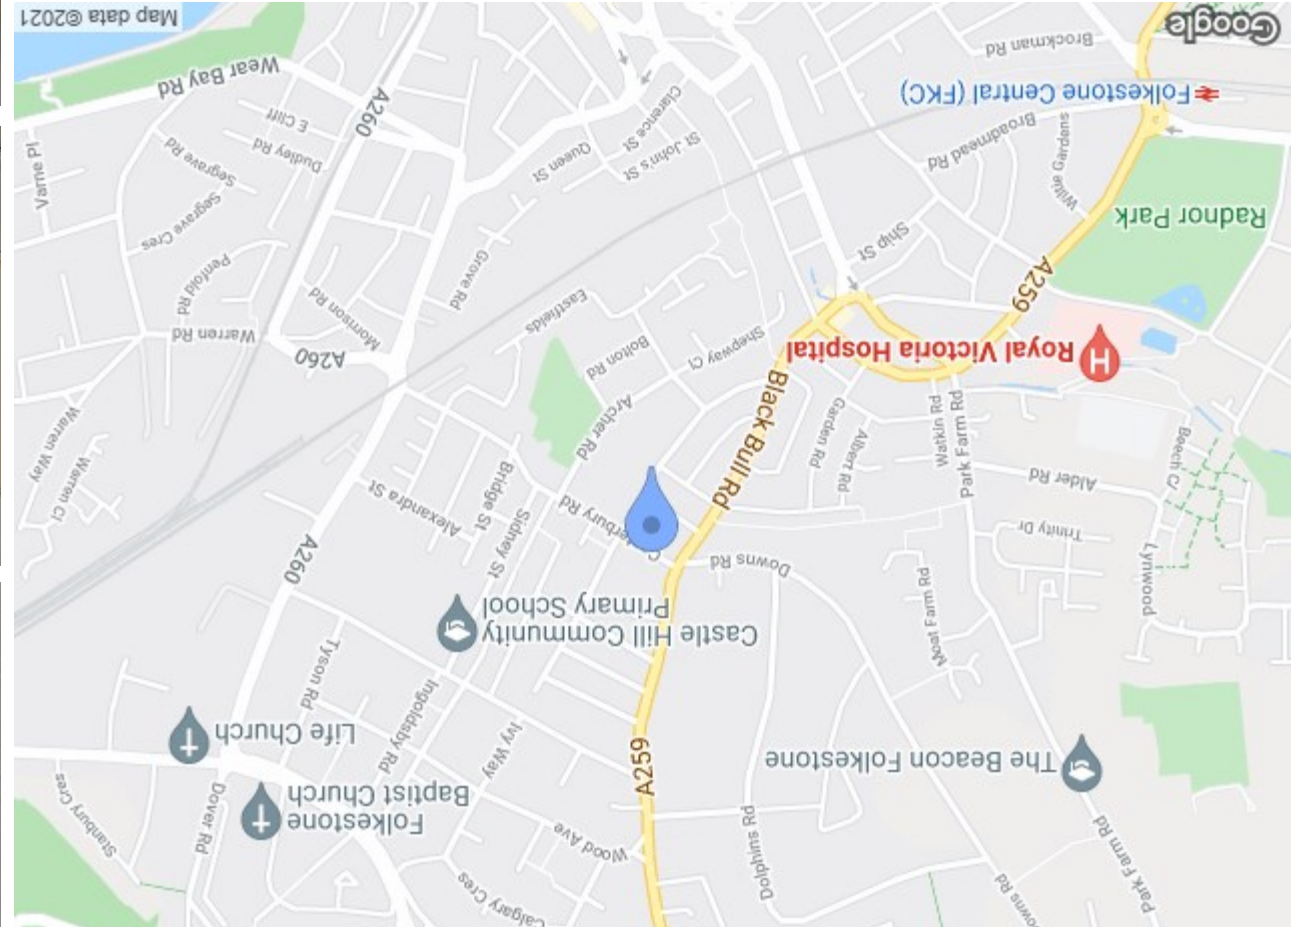 Calgary Cres
Downs Rd
Park Farm Rd
Wood Ave
Dolphins Rd
Stanbury Cres
Dover Rd
Folkestone
Baptist Church
The Beacon Folkestone
A259
Ivy Way
Life Church
Ingoldsby Rd
Tyson Rd
Castle Hill Community
Primary School
Moat Farm Rd
Lynwood
Downs Rd
A260
C
terbury Rd
Sidney St
Trinity Dr
Alexandra St
Bridge St
Warren Cl
Alder Rd
Black Bull Rd
Beech Cl
Albert Rd
Garden Rd
Park Farm Rd
Watkin Rd
Archer Rd
Warren Way
Royal Victoria Hospital
H
Shepway Cl
Bolton Rd
A260
Warren Rd
Morrison Rd
Eastfields
A259
Penfold Rd
Grove Rd
Ship St
Segrave Cres
Radnor Park
Wiltie Gardens
Broadmead Rd
Segrave Rd
Dudley Rd
E Cliff
Varne Pl
St John's St
Queen St
Clarence St
A260
Folkestone Central (FKC)
Wear Bay Rd
Brockman Rd
Google
Map data ©2021